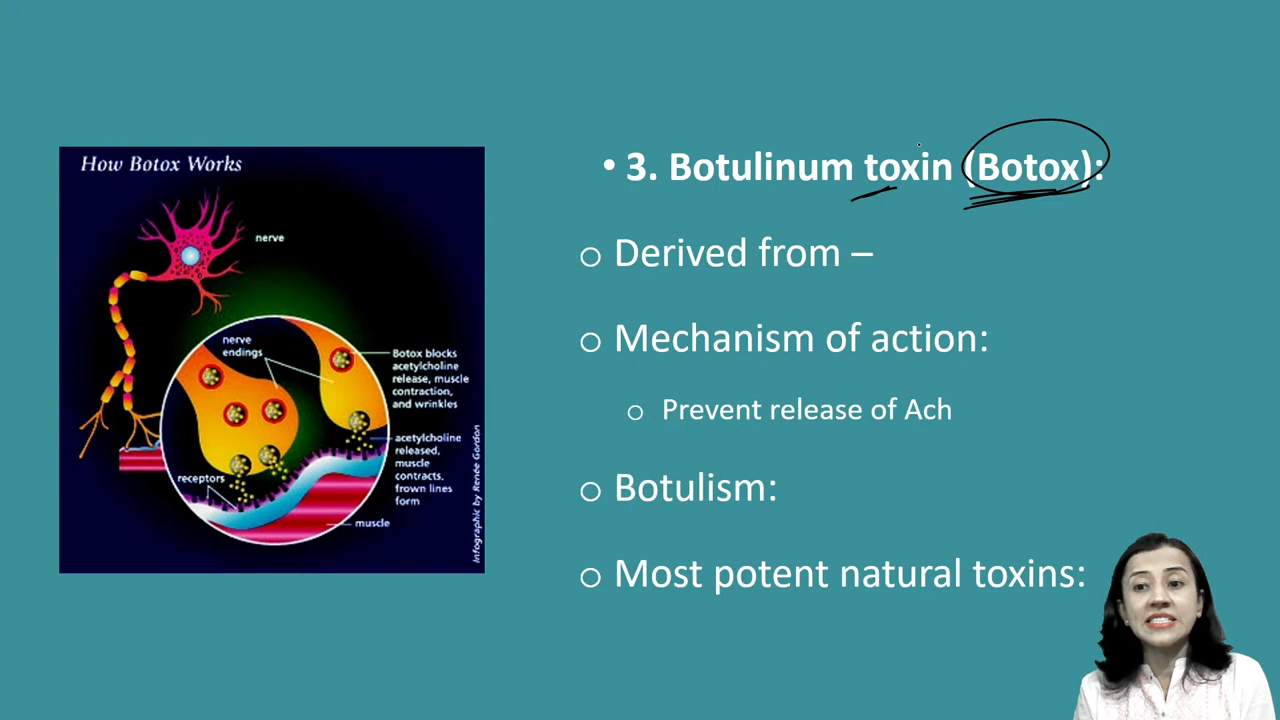 How Botox Works
nerve
nerve
endings
Botox blocks
acetylcholine
release, muscle
contraction,
and wrinkles
acetylcholine
released,
muscle
contracts,
frown lines
form
receptors
muscle
Infographic by Renée Gordon
• 3. Botulinum toxin (Botox):
o Derived from –
o Mechanism of action:
o Prevent release of Ach
o Botulism:
o Most potent natural toxins: